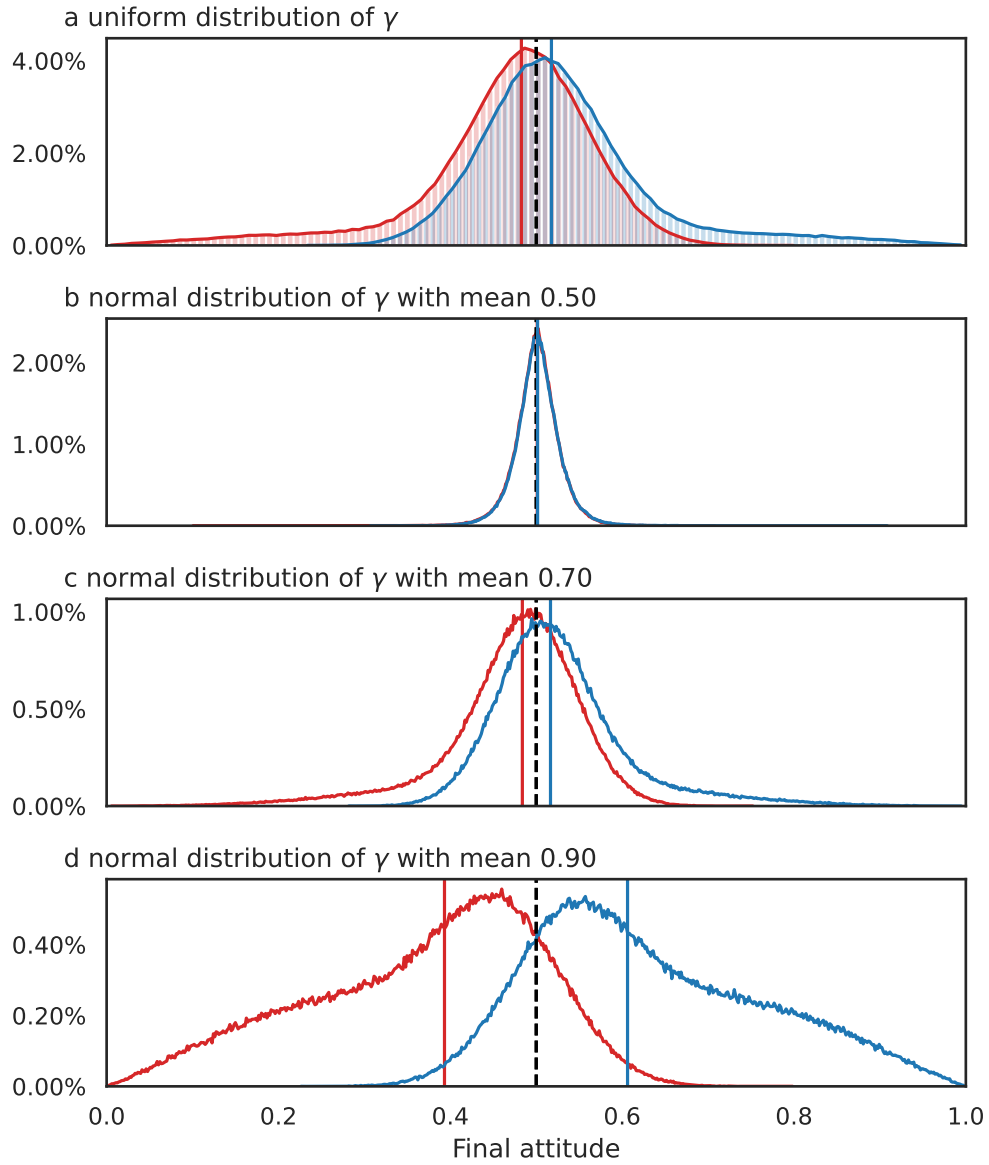 a uniform distribution of γ
4.00%
2.00%
0.00%
b normal distribution of γ with mean 0.50
2.00%
1.00%
0.00%
c normal distribution of γ with mean 0.70
1.00%
0.50%
0.00%
d normal distribution of γ with mean 0.90
0.40%
0.20%
0.00%
0.0 0.2 0.4 0.6 0.8 1.0
Final attitude